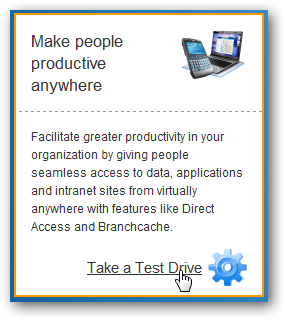 Make people
productive
anywhere
Facilitate greater productivity in your
organization by giving people
seamless access to data, applications
and intranet sites from virtually
anywhere with features like Direct
Access and Branchcache.
Take a Test Drive